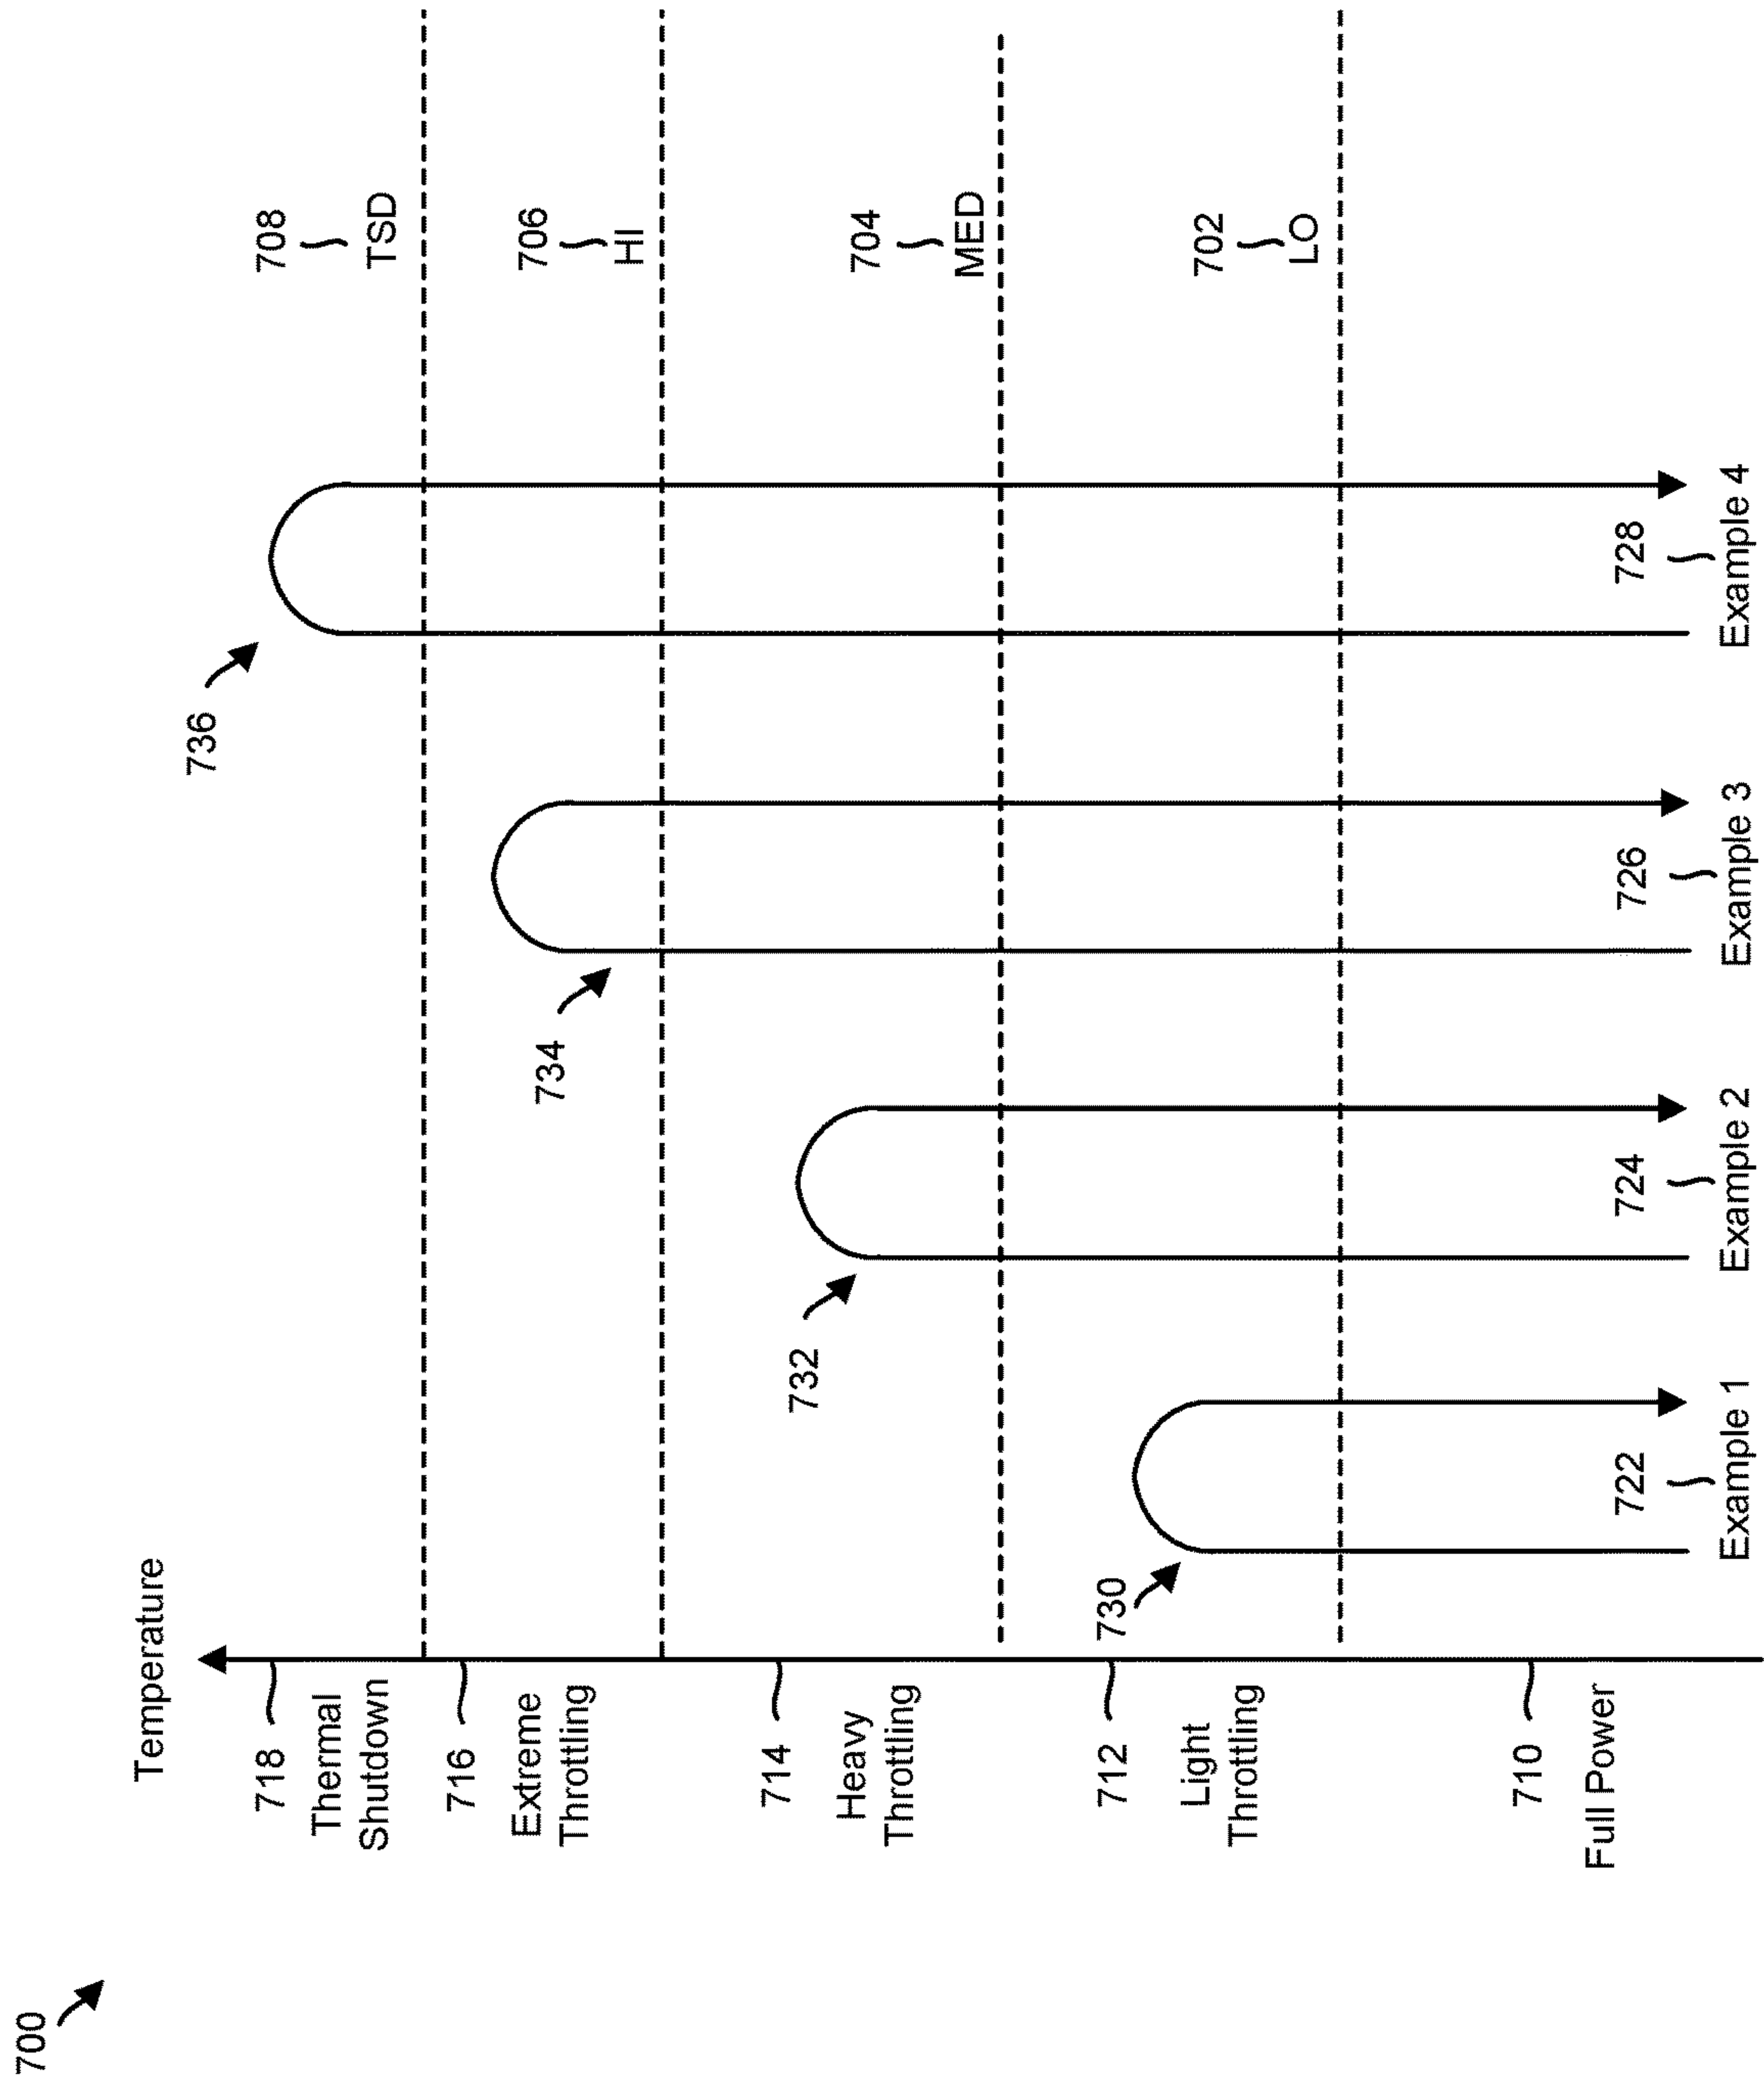 700
Temperature
718
Thermal
Shutdown
716
Extreme
Throttling
714
Heavy
Throttling
712
Light
Throttling
710
Full Power
708
TSD
706
HI
704
MED
702
LO
736
734
732
730
722
Example 1
724
Example 2
726
Example 3
728
Example 4